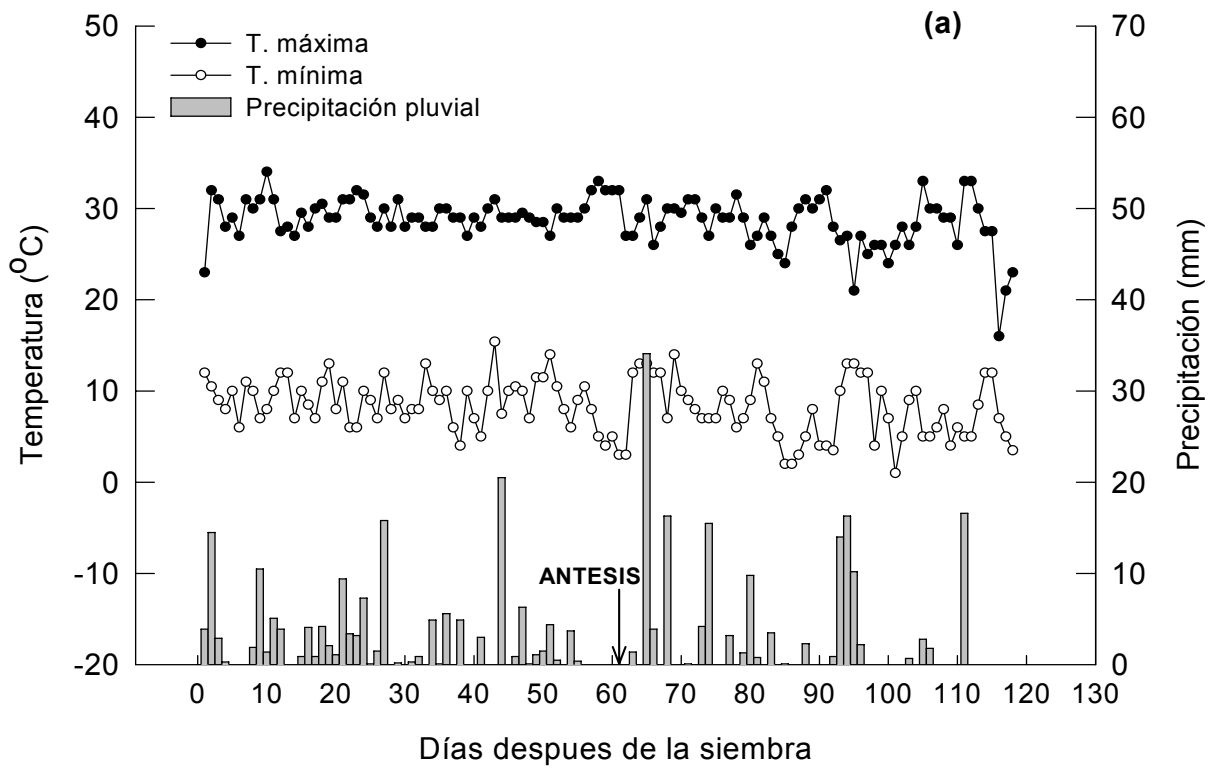 (a)
T. máxima
T. mínima
Precipitación pluvial
50
40
30
20
10
0
-10
-20
Temperatura (ºC)
70
60
50
40
30
20
10
0
Precipitación (mm)
ANTESIS
0 10 20 30 40 50 60 70 80 90 100 110 120 130
Días despues de la siembra